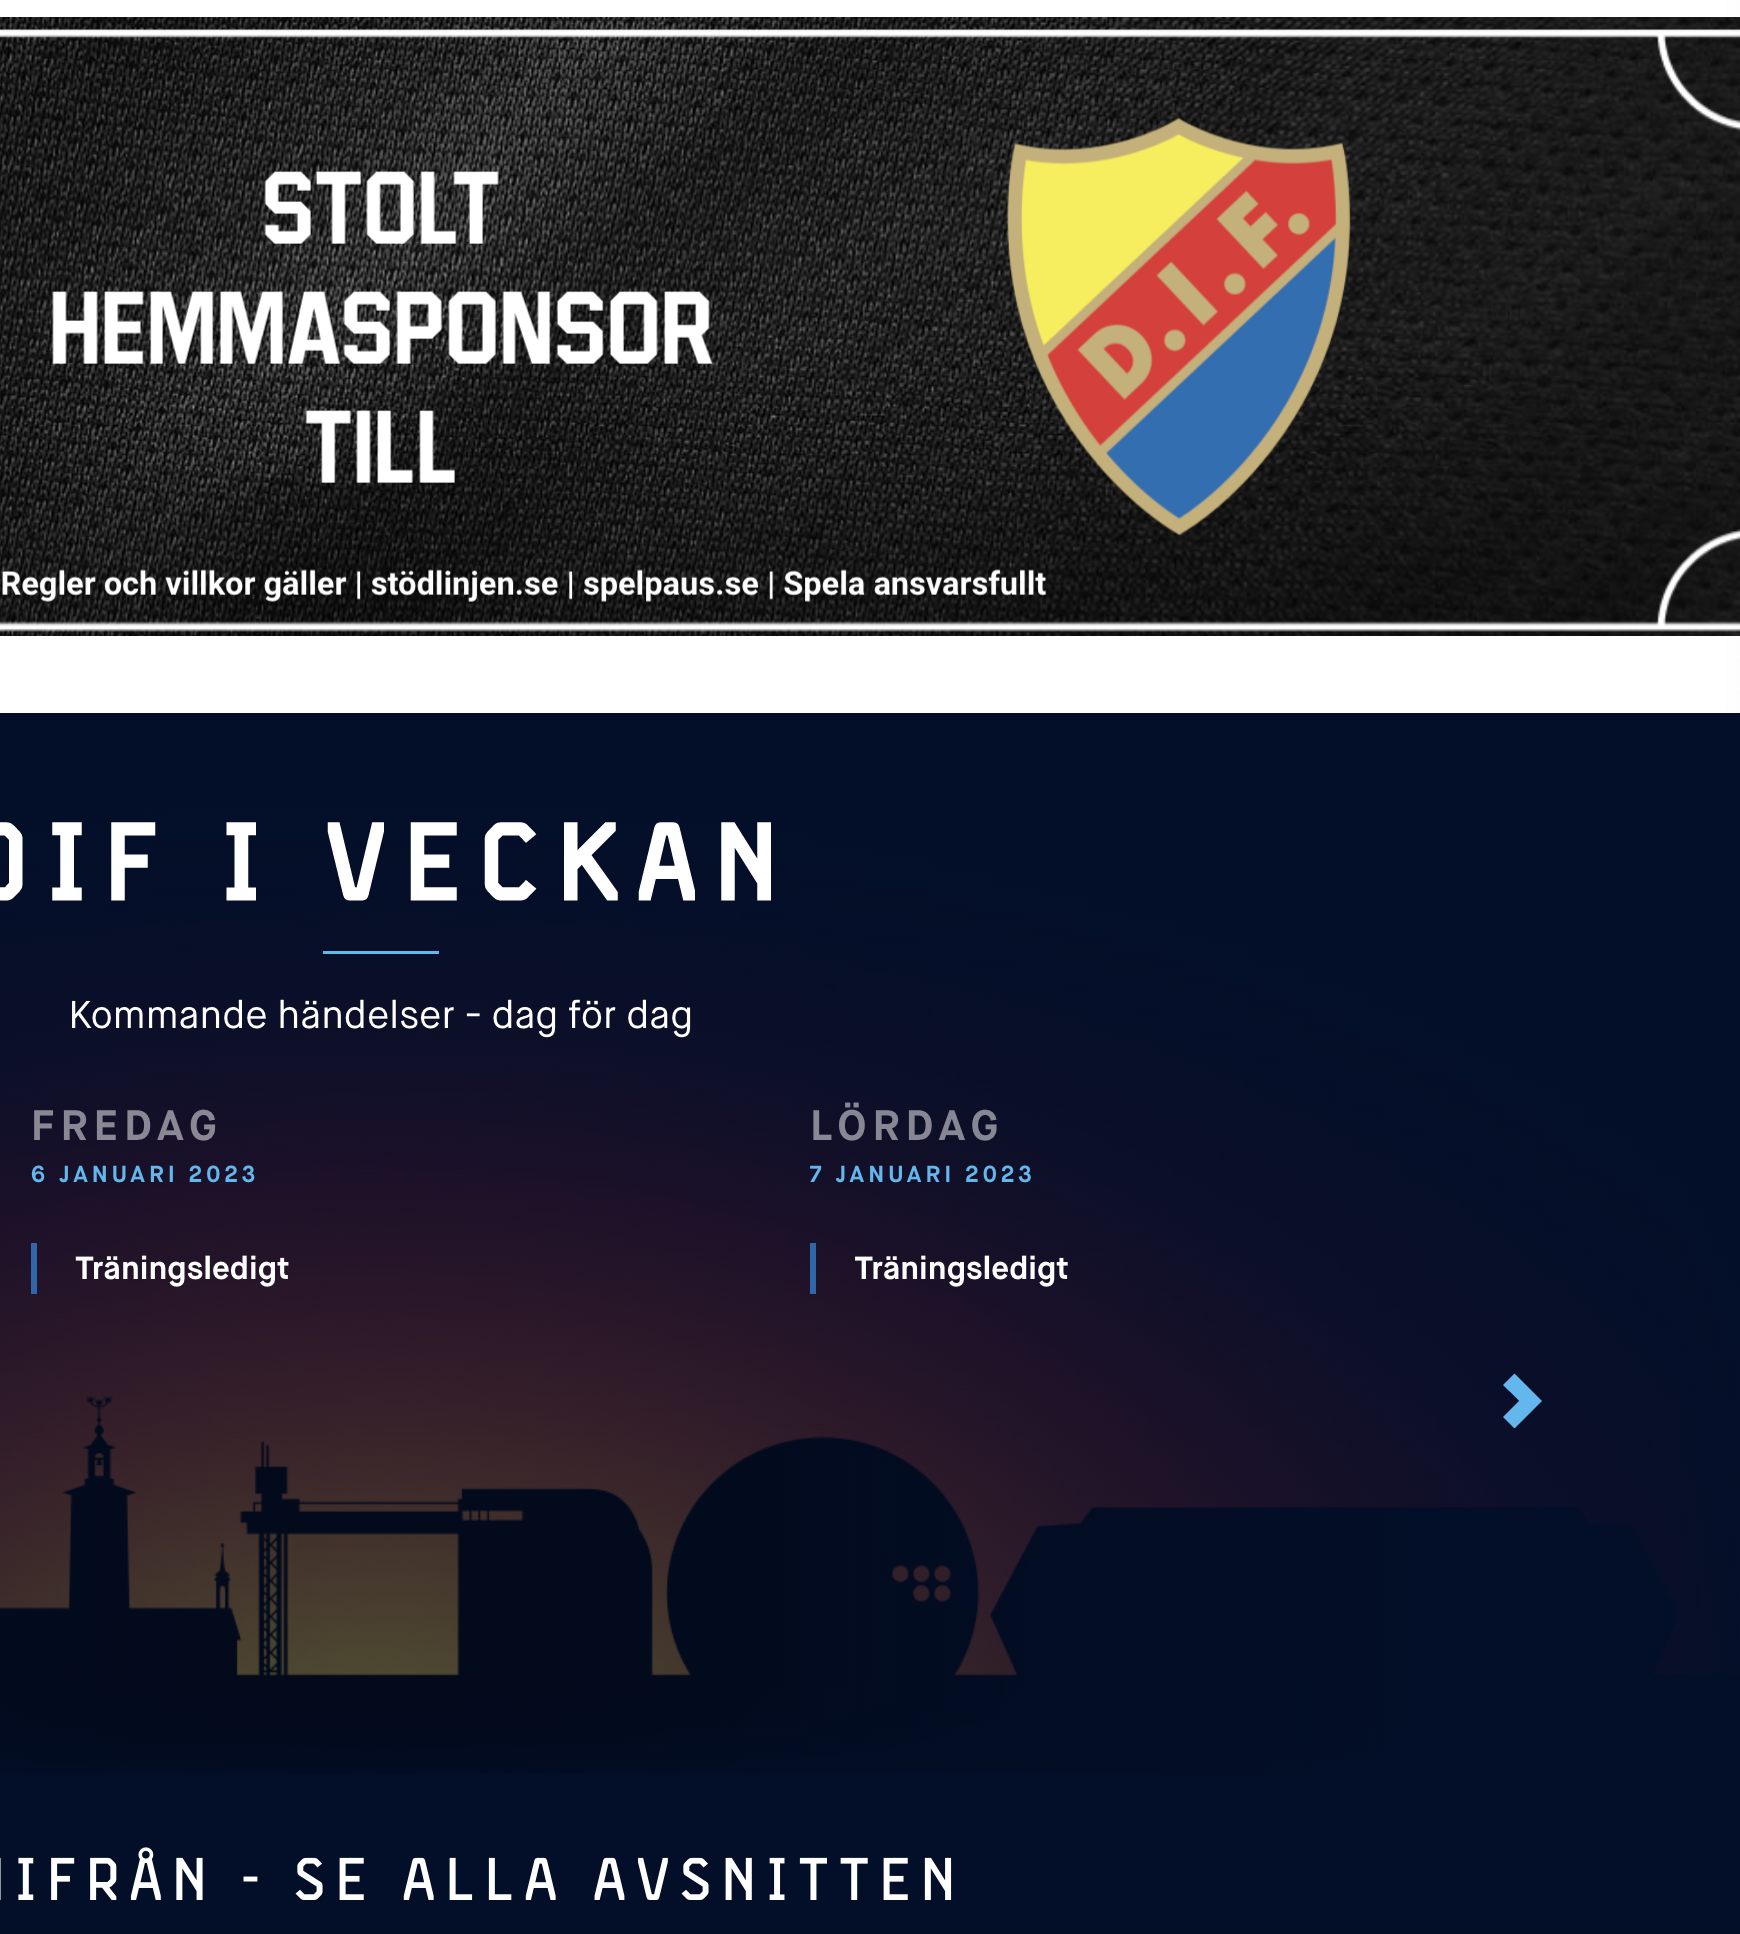 STOLT
HEMMASPONSOR
TILL
D.I.F.
Regler och villkor gäller | stödlinjen.se | spelpaus.se | Spela ansvarsfullt
DIF I VECKAN
Kommande händelser - dag för dag
FREDAG
6 JANUARI 2023
Träningsledigt
LÖRDAG
7 JANUARI 2023
Träningsledigt
IFRÅN - SE ALLA AVSNITTEN